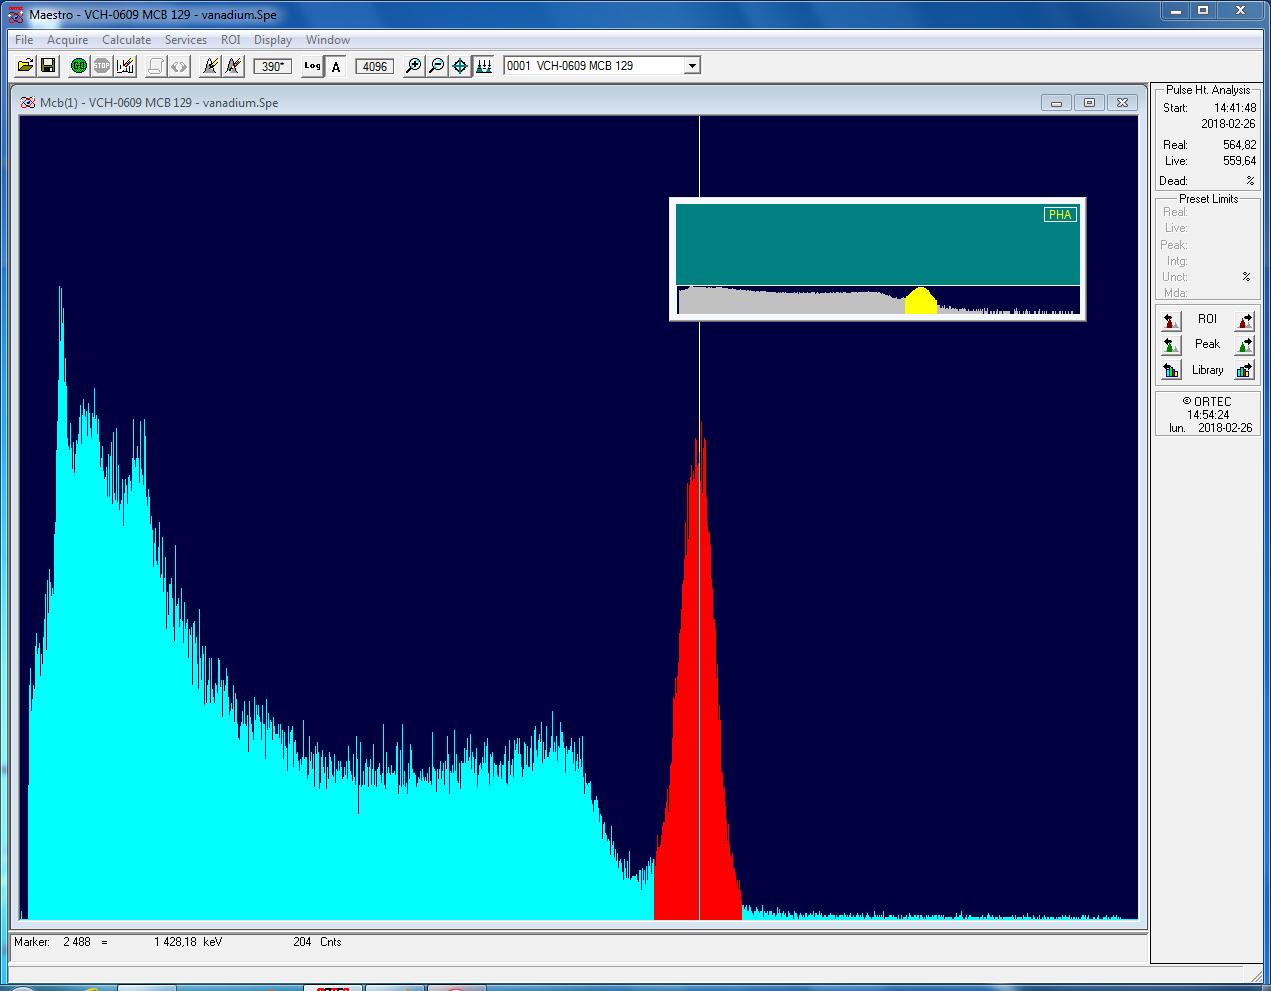 Maestro - VCH-0609 MCB 129 - vanadium.Spe
File Acquire Calculate Services ROI Display Window
GO STOP 390* Log A 4096 0001 VCH-0609 MCB 129
Mcb(1) - VCH-0609 MCB 129 - vanadium.Spe
PHA
Pulse Ht. Analysis
Start: 14:41:48
2018-02-26
Real: 564,82
Live: 559,64
Dead: %
Preset Limits
Real:
Live:
Peak:
Intg:
Unct: %
Mda:
ROI
Peak
Library
© ORTEC
14:54:24
lun. 2018-02-26
Marker: 2 488 = 1 428,18 keV 204 Cnts